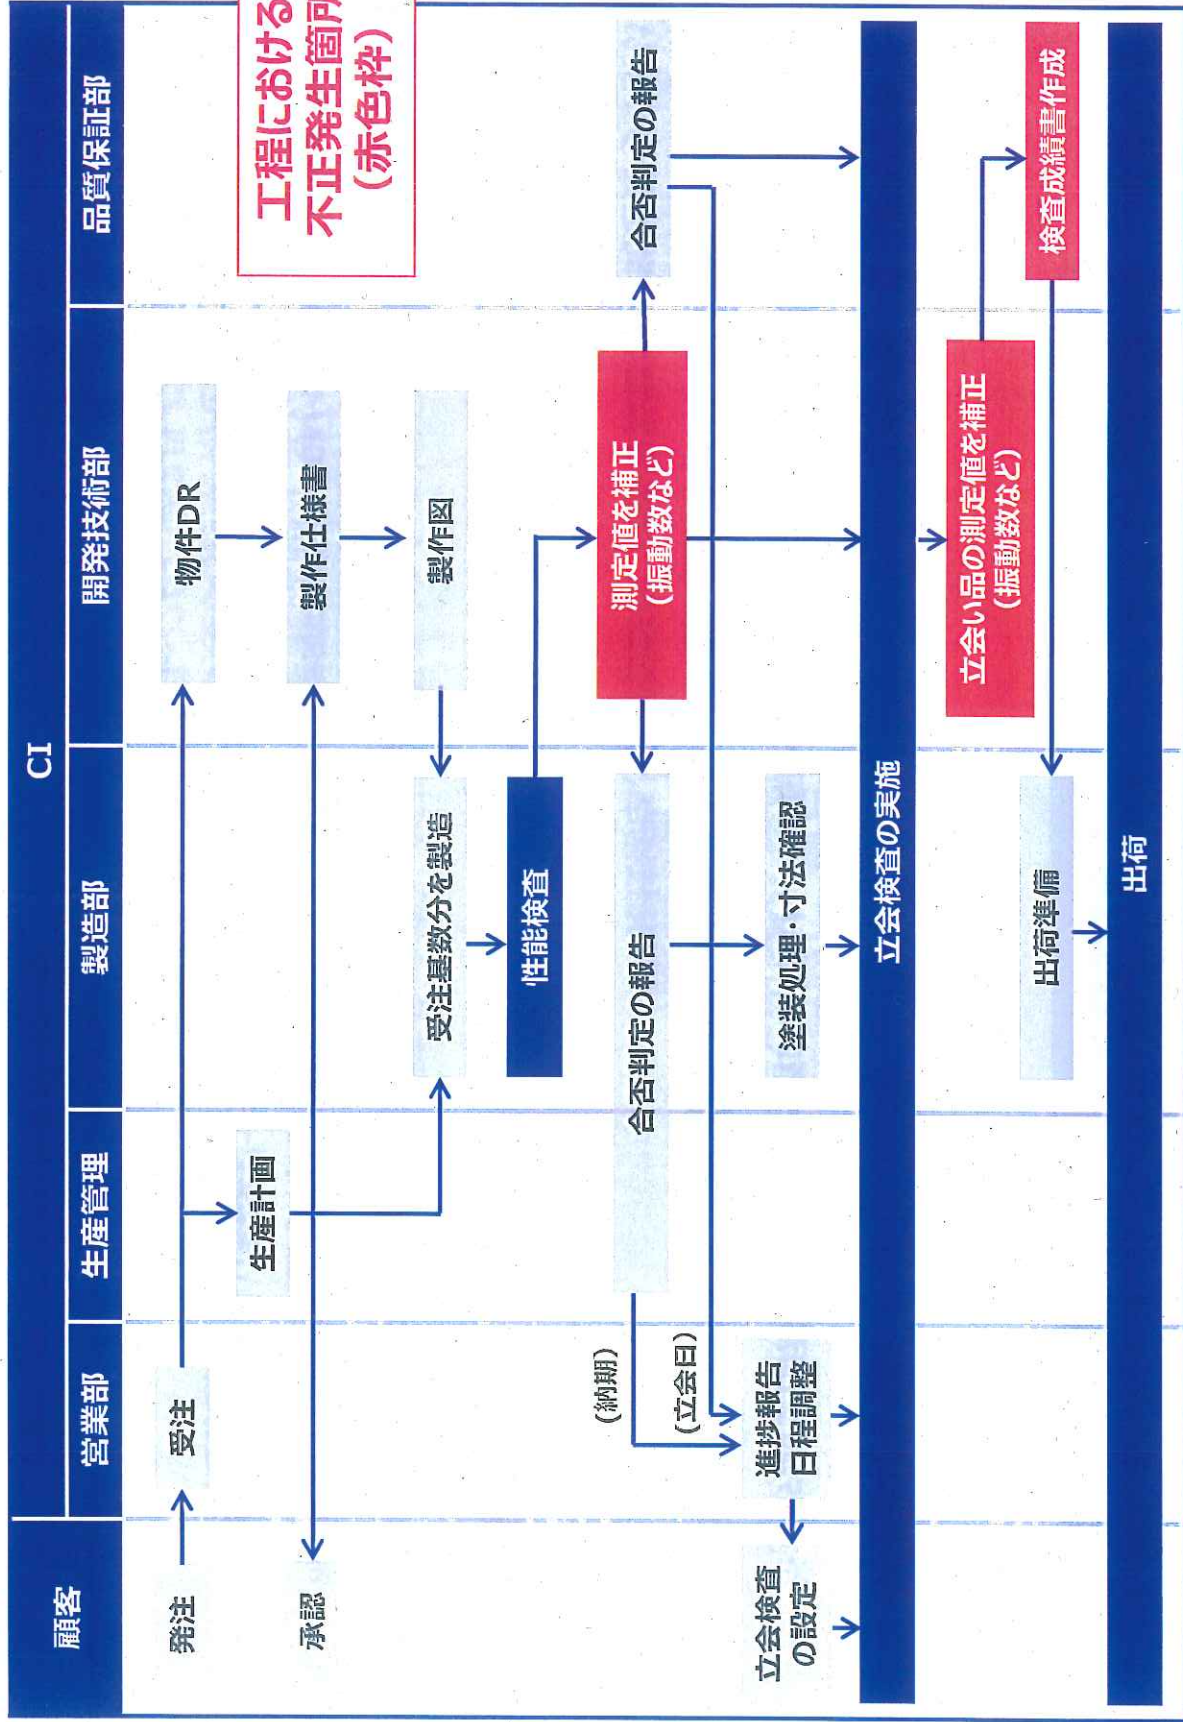 顧客
CI
営業部
生産管理
製造部
開発技術部
品質保証部
発注
受注
物件DR
生産計画
工程における
不正発生箇所
(赤色枠)
承認
製作仕様書
受注基数分を製造
製作図
性能検査
(納期)
合否判定の報告
測定値を補正
(振動数など)
合否判定の報告
(立会日)
立会検査
の設定
進捗報告
日程調整
塗装処理・寸法確認
立会検査の実施
立会い品の測定値を補正
(振動数など)
出荷準備
検査成績書作成
出荷